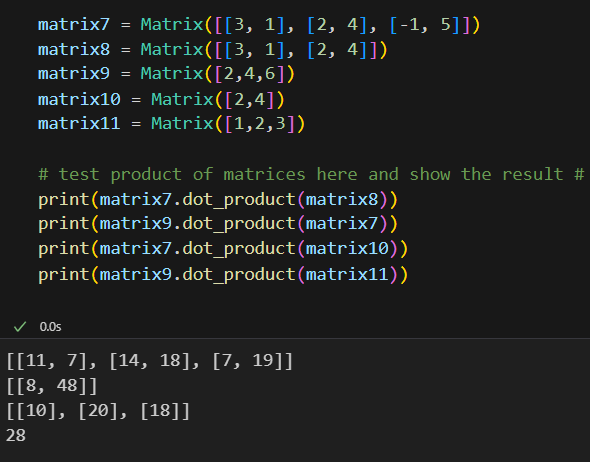 matrix7 = Matrix([[3, 1], [2, 4], [-1, 5]])
matrix8 = Matrix([[3, 1], [2, 4]])
matrix9 = Matrix([2,4,6])
matrix10 = Matrix([2,4])
matrix11 = Matrix([1,2,3])
# test product of matrices here and show the result #
print(matrix7.dot_product(matrix8))
print(matrix9.dot_product(matrix7))
print(matrix7.dot_product(matrix10))
print(matrix9.dot_product(matrix11))
0.0s
[[11, 7], [14, 18], [7, 19]]
[[8, 48]]
[[10], [20], [18]]
28